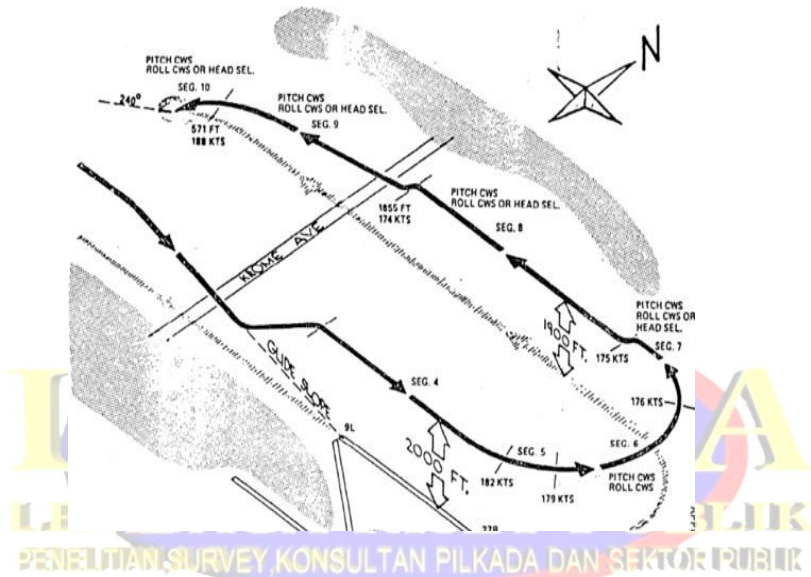 N
PITCH CWS
ROLL CWS OR HEAD SEL.
SEG. 10
240°
571 FT
188 KTS
PITCH CWS
ROLL CWS OR HEAD SEL.
SEG. 9
1855 FT
174 KTS
PITCH CWS
ROLL CWS OR HEAD SEL.
SEG. 8
KROME AVE
1900 FT.
PITCH CWS
ROLL CWS OR
HEAD SEL.
SEG. 7
175 KTS
176 KTS
GLIDE SLOPE
SEG. 4
9L
2000 FT.
SEG. 5
182 KTS
179 KTS
SEG. 6
PITCH CWS
ROLL CWS
PENELITIAN,SURVEY,KONSULTAN PILKADA DAN SEKTOR PUBLIK